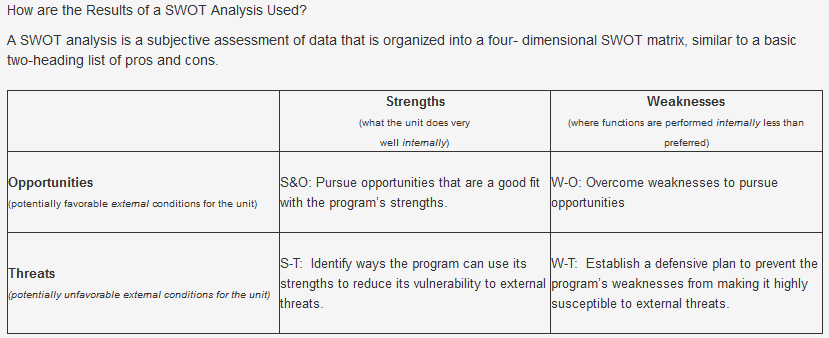 How are the Results of a SWOT Analysis Used?
A SWOT analysis is a subjective assessment of data that is organized into a four- dimensional SWOT matrix, similar to a basic
two-heading list of pros and cons.
Strengths
(what the unit does very
well internally)
Weaknesses
(where functions are performed internally less than
preferred)
Opportunities
(potentially favorable external conditions for the unit)
S&O: Pursue opportunities that are a good fit
with the program's strengths.
W-O: Overcome weaknesses to pursue
opportunities
Threats
(potentially unfavorable external conditions for the unit)
S-T:  Identify ways the program can use its
strengths to reduce its vulnerability to external
threats.
W-T:  Establish a defensive plan to prevent the
program's weaknesses from making it highly
susceptible to external threats.